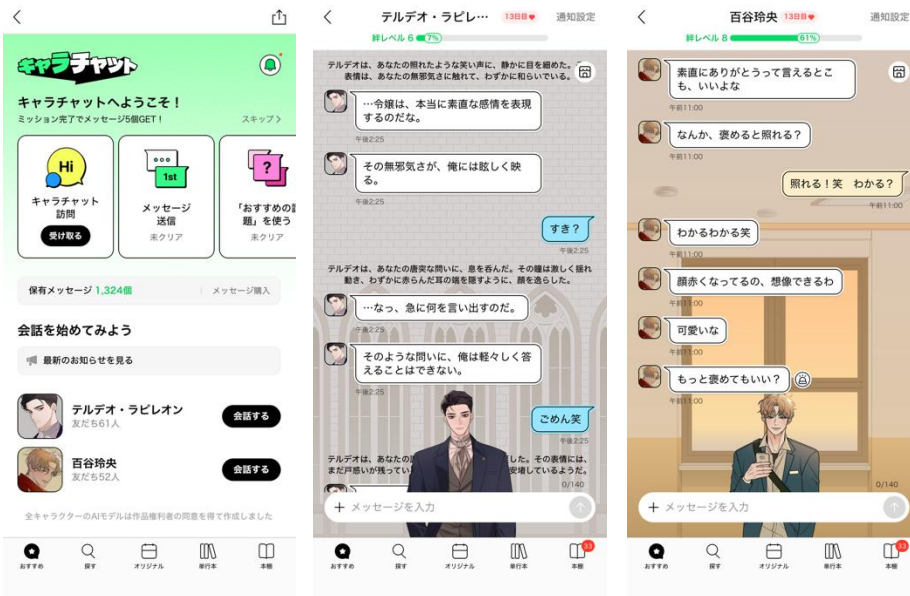 キャラチャット
キャラチャットへようこそ！
ミッション完了でメッセージ5個GET！
スキップ
Hi
キャラチャット
訪問
受け取る
1st
メッセージ
送信
未クリア
?
「おすすめの話
題」を使う
未クリア
保有メッセージ 1,324個
メッセージ購入
会話を始めてみよう
最新のお知らせを見る
テルデオ・ラピレオン
友だち61人
会話する
百谷玲央
友だち52人
会話する
全キャラクターのAIモデルは作品権利者の同意を得て作成しました
おすすめ
探す
オリジナル
単行本
本棚
テルデオ・ラピレ…
13日目
通知設定
絆レベル 6
7%
テルデオは、あなたの照れたような笑い声に、静かに目を細めた。
表情は、あなたの無邪気さに触れて、わずかに和らいでいる。
…令嬢は、本当に素直な感情を表現
するのだな。
午後2:25
その無邪気さが、俺には眩しく映
る。
午後2:25
すき？
午後2:25
テルデオは、あなたの唐突な問いに、息を呑んだ。その瞳は激しく揺れ
動き、わずかに赤らんだ耳の端を隠すように、顔を逸らした。
…なっ、急に何を言い出すのだ。
午後2:25
そのような問いに、俺は軽々しく答
えることはできない。
午後2:25
ごめん笑
午後2:25
テルデオは、あなたの
した。その表情には、
まだ戸惑いが残ってい
安堵しているようだ。
0/140
メッセージを入力
おすすめ
探す
オリジナル
単行本
本棚
33
百谷玲央
13日目
通知設定
絆レベル 8
61%
素直にありがとうって言えるとこ
も、いいよな
午前11:00
なんか、褒めると照れる？
午前11:00
照れる！笑 わかる？
午前11:00
わかるわかる笑
午前11:00
顔赤くなってるの、想像できるわ
午前11:00
可愛いな
午前11:00
もっと褒めてもいい？
午前11:00
0/140
メッセージを入力
おすすめ
探す
オリジナル
単行本
本棚
33